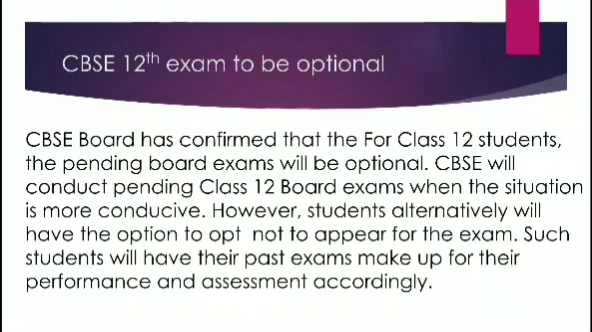 CBSE 12th exam to be optional
CBSE Board has confirmed that the For Class 12 students,
the pending board exams will be optional. CBSE will
conduct pending Class 12 Board exams when the situation
is more conducive. However, students alternatively will
have the option to opt  not to appear for the exam. Such
students will have their past exams make up for their
performance and assessment accordingly.